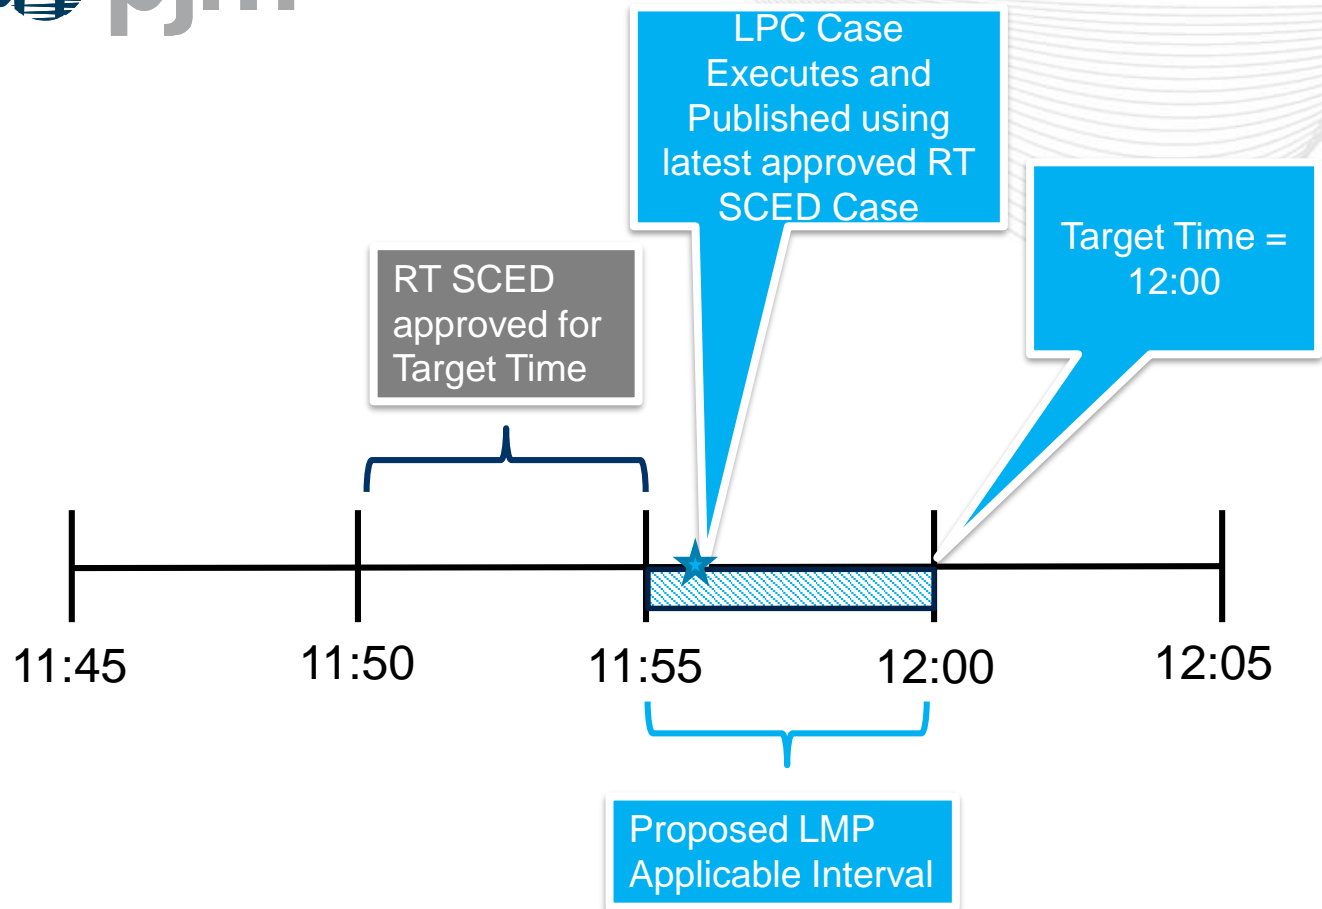 pjm
LPC Case
Executes and
Published using
latest approved RT
SCED Case
Target Time =
12:00
RT SCED
approved for
Target Time
11:45
11:50
11:55
12:00
12:05
Proposed LMP
Applicable Interval